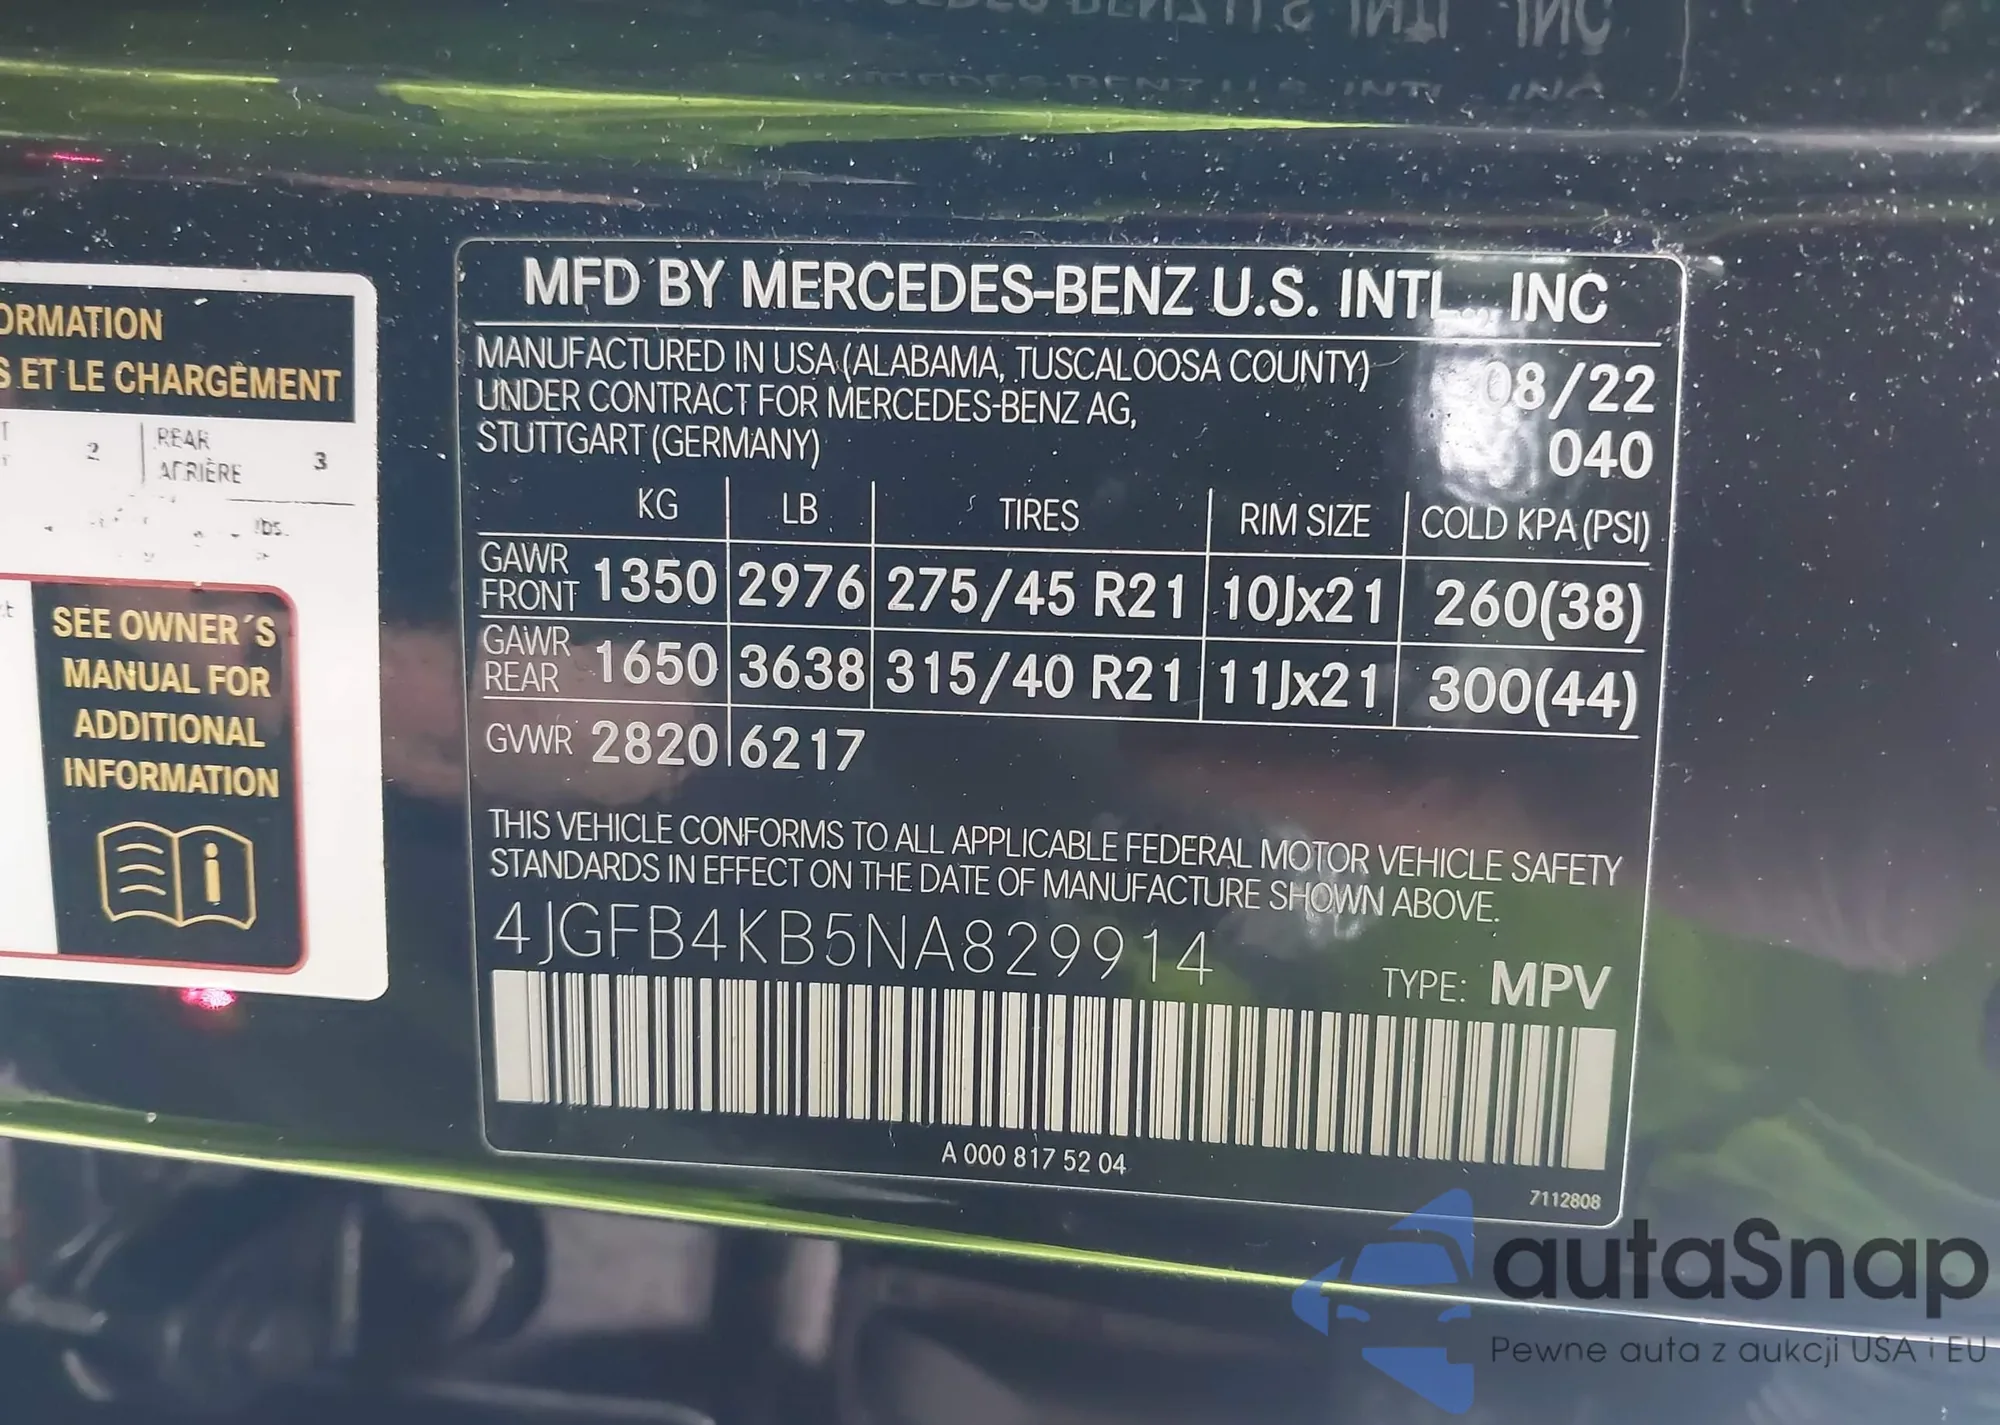 MFD BY MERCEDES-BENZ U.S. INTL., INC
MANUFACTURED IN USA (ALABAMA, TUSCALOOSA COUNTY)
UNDER CONTRACT FOR MERCEDES-BENZ AG,
STUTTGART (GERMANY)
08/22
040
KG LB TIRES RIM SIZE COLD KPA (PSI)
GAWR FRONT 1350 2976 275/45 R21 10Jx21 260(38)
GAWR REAR 1650 3638 315/40 R21 11Jx21 300(44)
GVWR 2820 6217
THIS VEHICLE CONFORMS TO ALL APPLICABLE FEDERAL MOTOR VEHICLE SAFETY
STANDARDS IN EFFECT ON THE DATE OF MANUFACTURE SHOWN ABOVE.
4JGFB4KB5NA829914
TYPE: MPV
A 000 817 52 04
7112808
ORMATION
S ET LE CHARGEMENT
2 REAR ARRIÈRE 3
lbs.
SEE OWNER´S
MANUAL FOR
ADDITIONAL
INFORMATION
autaSnap
Pewne auta z aukcji USA i EU